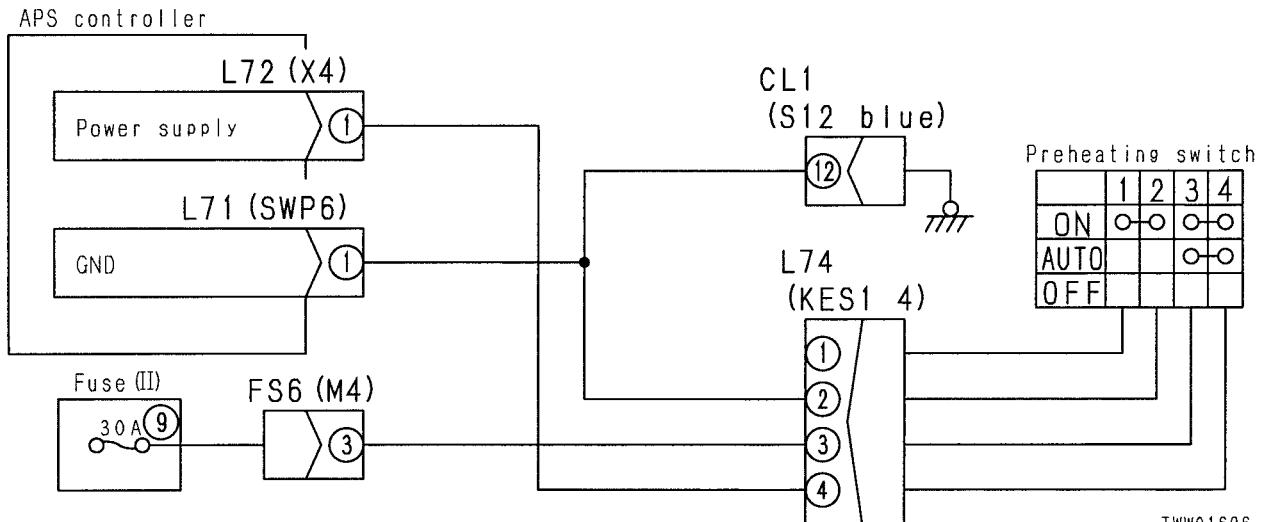 APS controller
L72 (X4)
Power supply
1
L71 (SWP6)
GND
1
CL1
(S12 blue)
12
Preheating switch
1 2 3 4
ON
AUTO
OFF
L74
(KES1 4)
1
2
3
4
Fuse (II)
30A 9
FS6 (M4)
3